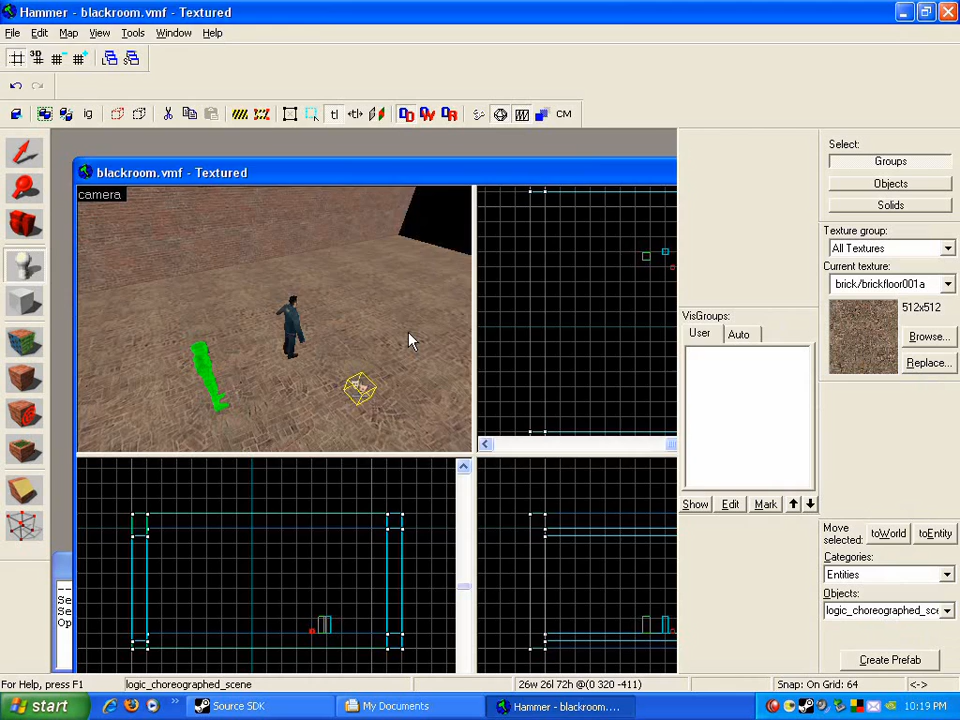 Hammer - blackroom.vmf - Textured
File Edit Map View Tools Window Help
3D
ig
tl
CM
blackroom.vmf - Textured
camera
Select:
Groups
Objects
Solids
Texture group:
All Textures
Current texture:
brick/brickfloor001a
512x512
Browse...
Replace...
VisGroups:
User Auto
Show Edit Mark
Move selected: toWorld toEntity
Categories:
Entities
Objects:
logic_choreographed_sce
Create Prefab
For Help, press F1 logic_choreographed_scene 26w 26l 72h @(0 320 -411) Snap: On Grid: 64 <->
start Source SDK My Documents Hammer - blackroom.... 10:19 PM